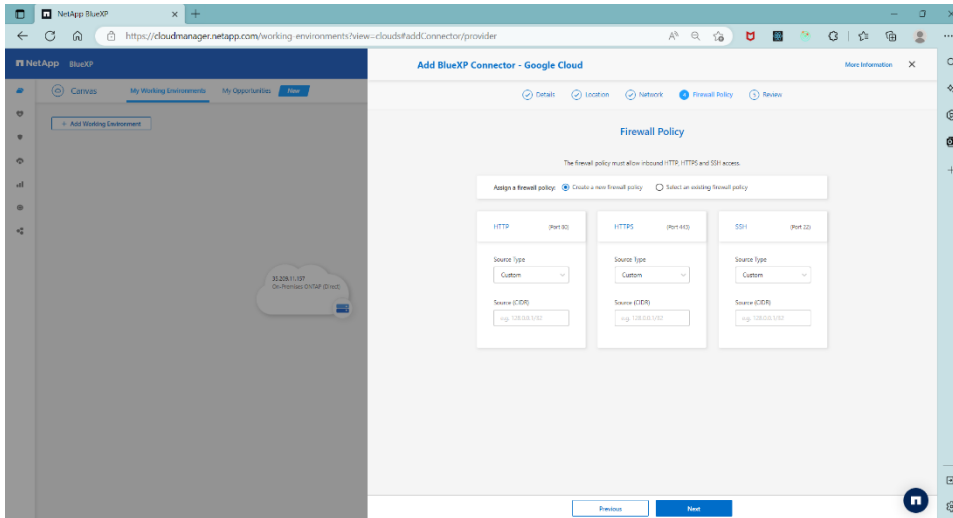 NetApp BlueXP
https://cloudmanager.netapp.com/working-environments?view=clouds#addConnector/provider
NetApp BlueXP
Add BlueXP Connector - Google Cloud
More Information
Canvas
My Working Environments
My Opportunities
New
Details
Location
Network
4 Firewall Policy
5 Review
+ Add Working Environment
Firewall Policy
The firewall policy must allow inbound HTTP, HTTPS and SSH access.
Assign a firewall policy:
Create a new firewall policy
Select an existing firewall policy
HTTP (Port 80)
HTTPS (Port 443)
SSH (Port 22)
Source Type
Source Type
Source Type
Custom
Custom
Custom
On-Premises ONTAP (Direct)
Source (CIDR)
Source (CIDR)
Source (CIDR)
Previous
Next